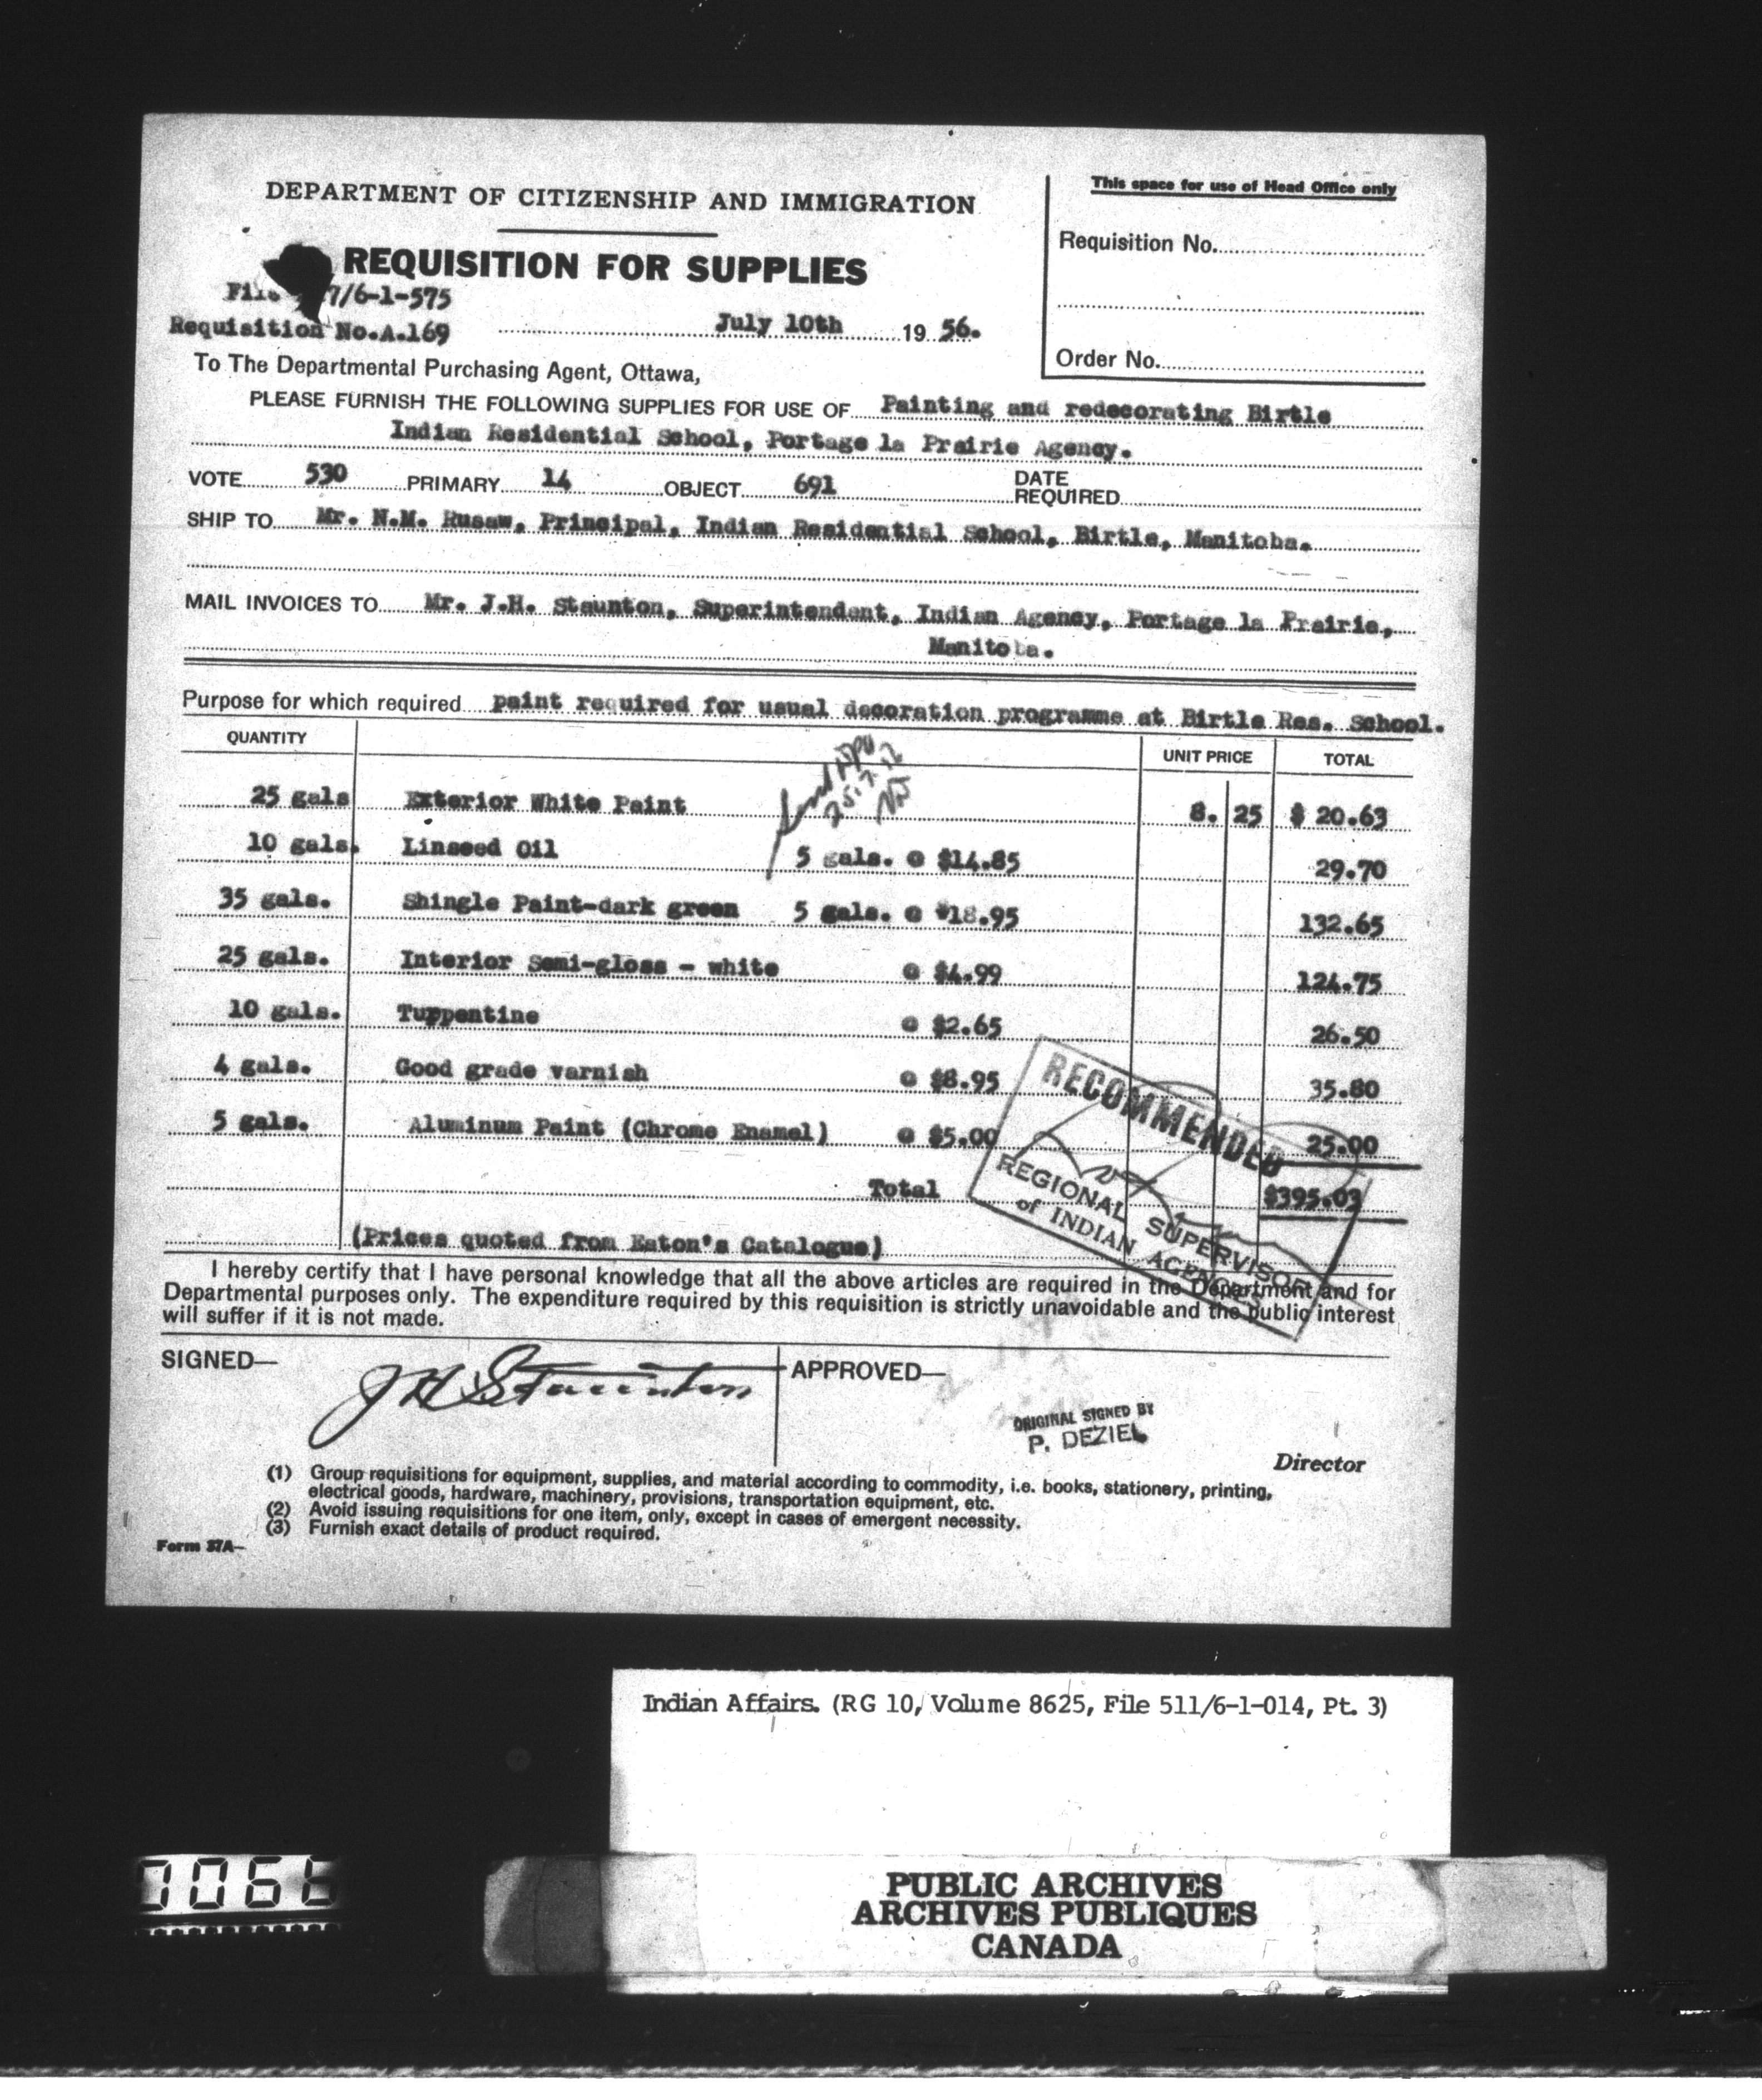 DEPARTMENT OF CITIZENSHIP AND IMMIGRATION
This space for use of Head Office only
REQUISITION FOR SUPPLIES
Requisition No.
File 7/6-1-575
Requisition No.A.169
July 10th 19 56.
Order No.
To The Departmental Purchasing Agent, Ottawa,
PLEASE FURNISH THE FOLLOWING SUPPLIES FOR USE OF Painting and redecorating Birtle
Indian Residential School, Portage la Prairie Agency.
VOTE 530 PRIMARY 14 OBJECT 691 DATE REQUIRED
SHIP TO Mr. N.M. Rusaw, Principal, Indian Residential School, Birtle, Manitoba.
MAIL INVOICES TO Mr. J.H. Staunton, Superintendent, Indian Agency, Portage la Prairie,
Manitoba.
Purpose for which required paint required for usual decoration programme at Birtle Res. School.
QUANTITY UNIT PRICE TOTAL
25 gals Exterior White Paint 8. 25 $ 20.63
10 gals. Linseed Oil 5 gals. @ $14.85 29.70
35 gals. Shingle Paint-dark green 5 gals. @ $18.95 132.65
25 gals. Interior Semi-gloss - white @ $4.99 124.75
10 gals. Tuppentine @ $2.65 26.50
4 gals. Good grade varnish @ $8.95 35.80
5 gals. Aluminum Paint (Chrome Enamel) @ $5.00 25.00
Total $395.03
(Prices quoted from Eaton's Catalogue)
RECOMMENDED
REGIONAL SUPERVISOR
of INDIAN AGENCIES
I hereby certify that I have personal knowledge that all the above articles are required in the Department and for
Departmental purposes only. The expenditure required by this requisition is strictly unavoidable and the public interest
will suffer if it is not made.
SIGNED— J H Staunton APPROVED—
ORIGINAL SIGNED BY
P. DEZIEL
Director
(1) Group requisitions for equipment, supplies, and material according to commodity, i.e. books, stationery, printing,
electrical goods, hardware, machinery, provisions, transportation equipment, etc.
(2) Avoid issuing requisitions for one item, only, except in cases of emergent necessity.
(3) Furnish exact details of product required.
Form 37A—
Indian Affairs. (RG 10, Volume 8625, File 511/6-1-014, Pt. 3)
PUBLIC ARCHIVES
ARCHIVES PUBLIQUES
CANADA